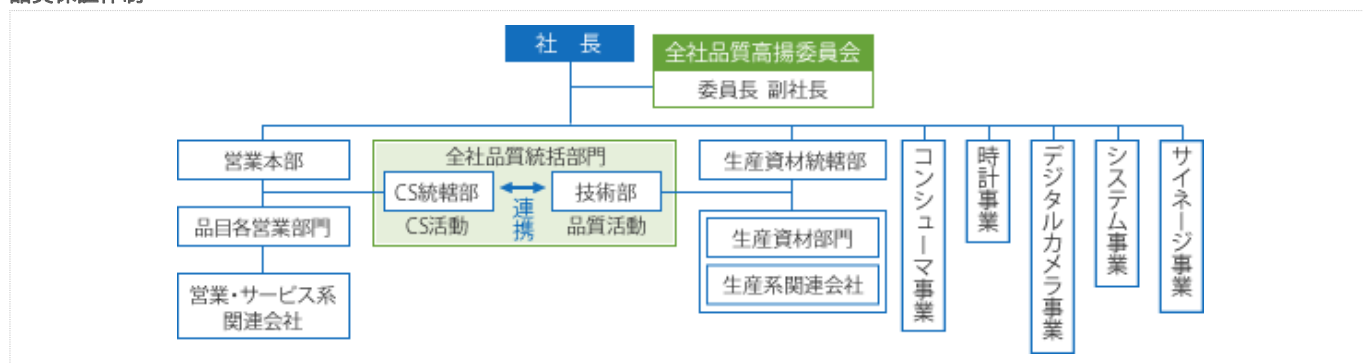 品質保証体制
社 長
全社品質高揚委員会
委員長 副社長
営業本部
全社品質統括部門
CS統轄部
技術部
連携
CS活動
品質活動
生産資材統轄部
品目各営業部門
営業・サービス系
関連会社
生産資材部門
生産系関連会社
コンシューマ事業
時計事業
デジタルカメラ事業
システム事業
サイネージ事業